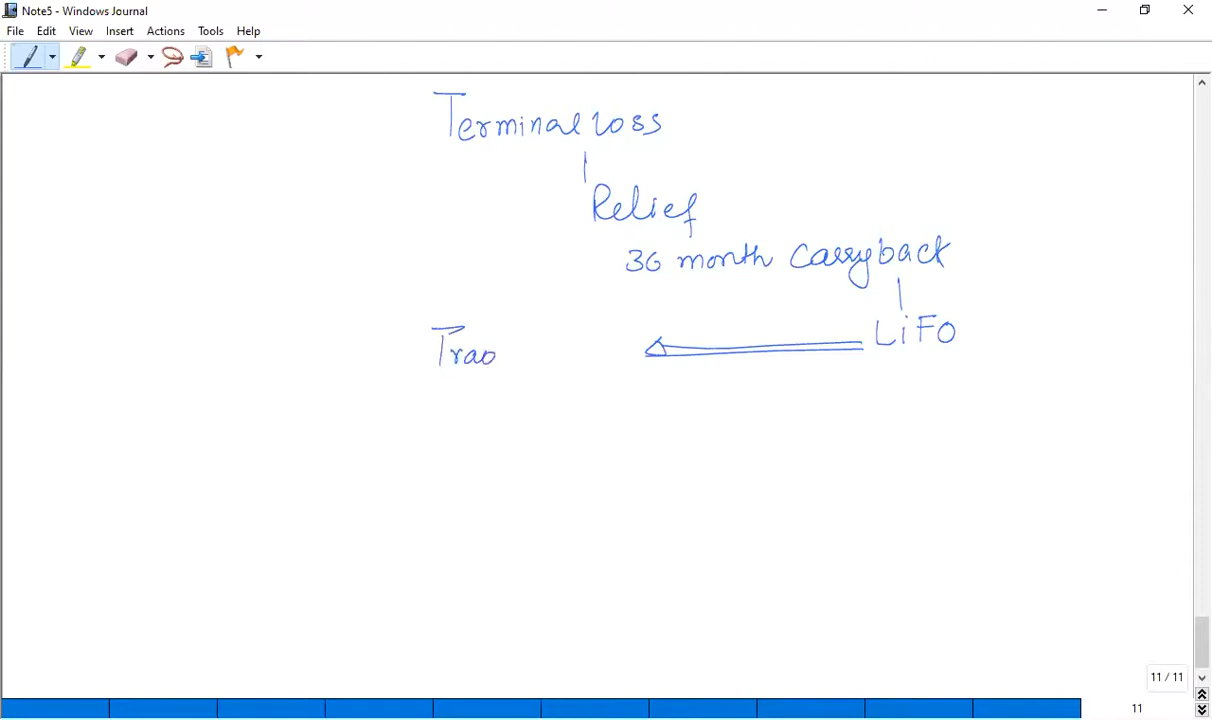 Note5 - Windows Journal
File Edit View Insert Actions Tools Help
Terminal loss
Relief
36 month Carryback
LiFO
Trao
11 / 11
11